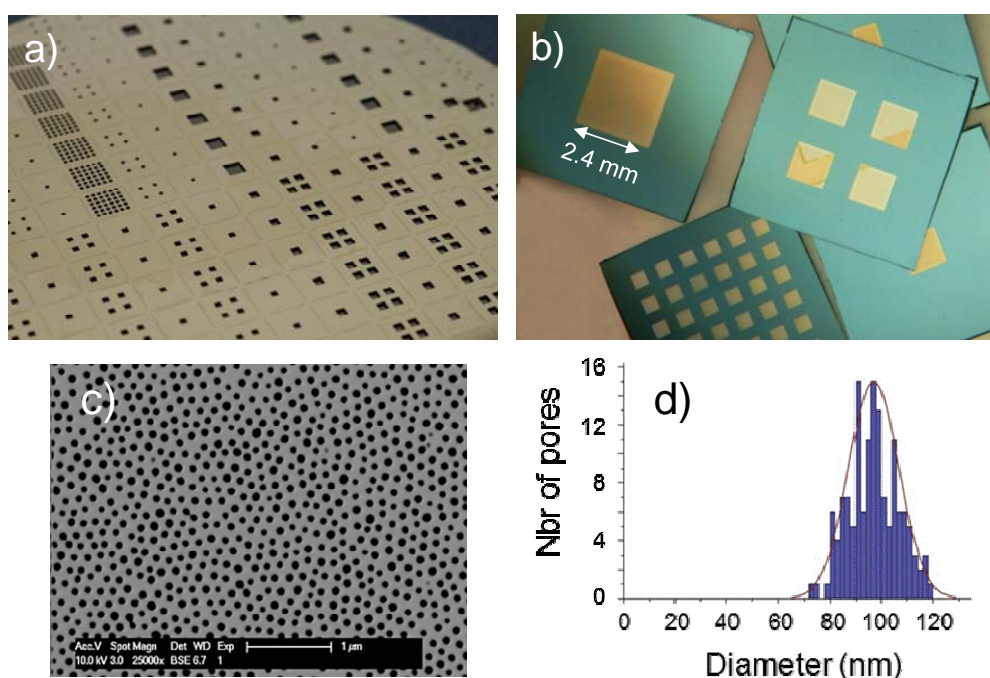 a)
b)
2.4 mm
c)
Acc.V Spot Magn Det WD Exp 1 µm
10.0 kV 3.0 25000x BSE 6.7 1
d)
16
12
8
4
0
0 20 40 60 80 100 120
Nbr of pores
Diameter (nm)